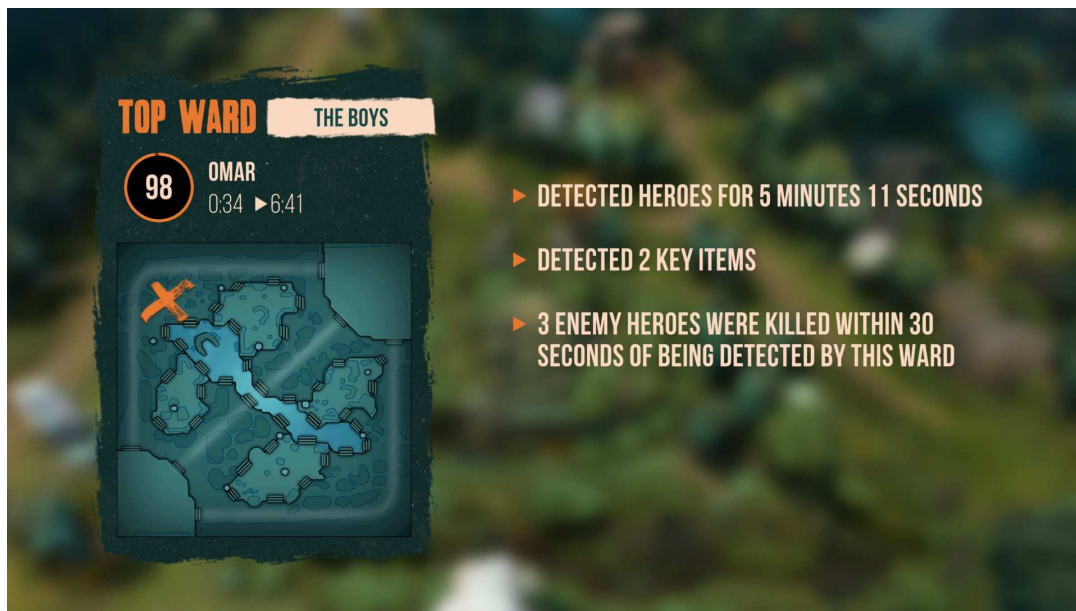 TOP WARD
THE BOYS
98
OMAR
0:34 ▶6:41
DETECTED HEROES FOR 5 MINUTES 11 SECONDS
DETECTED 2 KEY ITEMS
3 ENEMY HEROES WERE KILLED WITHIN 30
SECONDS OF BEING DETECTED BY THIS WARD